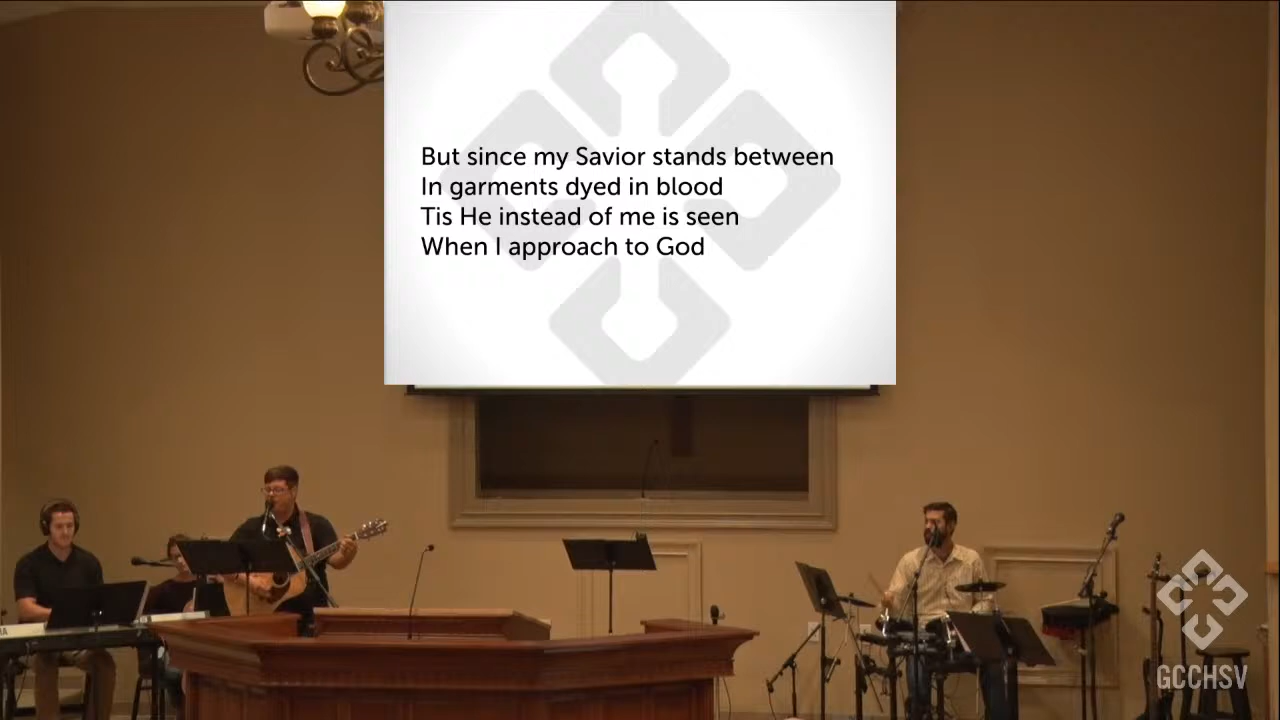 But since my Savior stands between
In garments dyed in blood
Tis He instead of me is seen
When I approach to God
GCCHSV